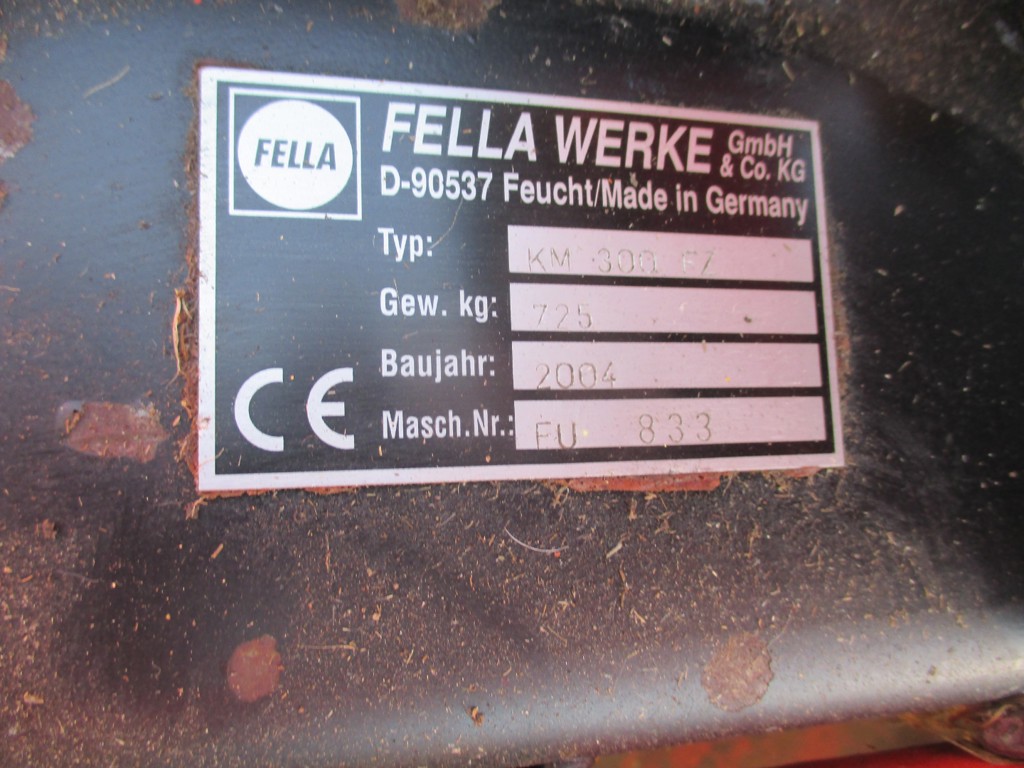 FELLA
FELLA WERKE GmbH & Co. KG
D-90537 Feucht/Made in Germany
Typ: KM 300 FZ
Gew. kg: 725
Baujahr: 2004
Masch.Nr.: FU 833
CE